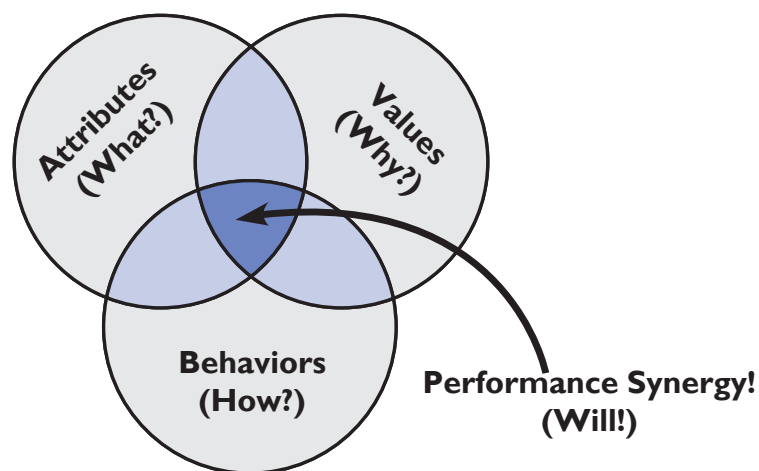 Attributes
(What?)
Values
(Why?)
Behaviors
(How?)
Performance Synergy!
(Will!)